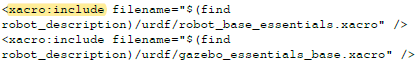 <xacro:include filename="$(find
robot_description)/urdf/robot_base_essentials.xacro" />
<xacro:include filename="$(find
robot_description)/urdf/gazebo_essentials_base.xacro" />